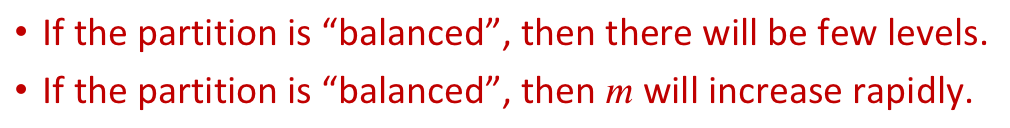 • If the partition is “balanced”, then there will be few levels.
• If the partition is “balanced”, then m will increase rapidly.